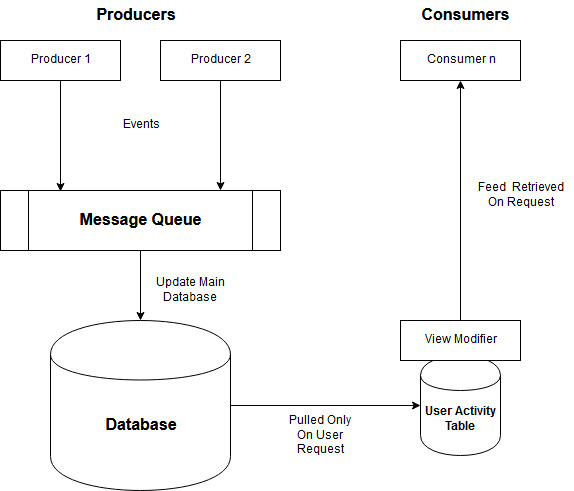 Producers
Consumers
Producer 1
Producer 2
Consumer n
Events
Feed Retrieved
On Request
Message Queue
Update Main
Database
View Modifier
Database
Pulled Only
On User
Request
User Activity
Table